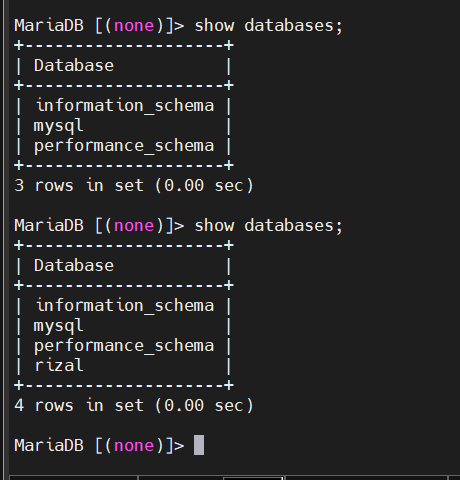 MariaDB [(none)]> show databases;
+--------------------+
| Database           |
+--------------------+
| information_schema |
| mysql              |
| performance_schema |
+--------------------+
3 rows in set (0.00 sec)
MariaDB [(none)]> show databases;
+--------------------+
| Database           |
+--------------------+
| information_schema |
| mysql              |
| performance_schema |
| rizal              |
+--------------------+
4 rows in set (0.00 sec)
MariaDB [(none)]>